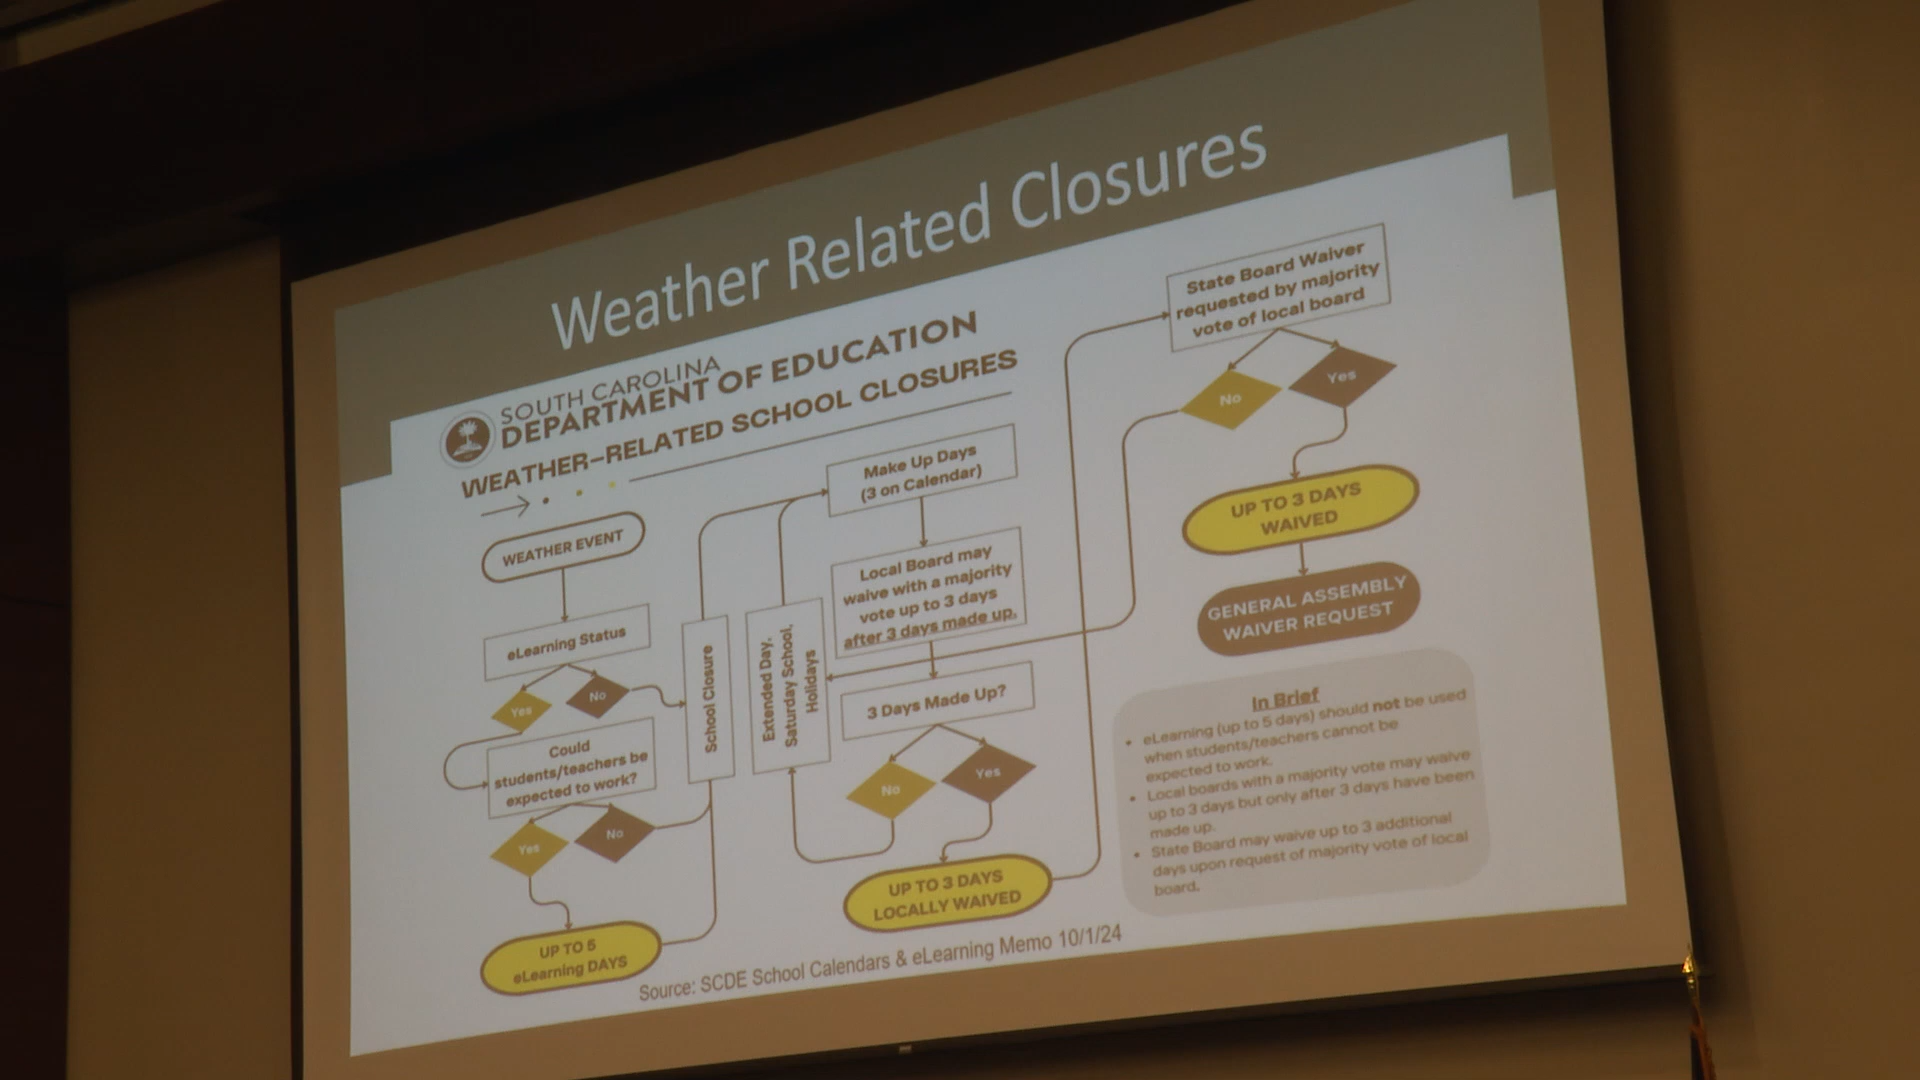 Weather Related Closures
SOUTH CAROLINA
DEPARTMENT OF EDUCATION
WEATHER-RELATED SCHOOL CLOSURES
WEATHER EVENT
eLearning Status
Yes
No
Could
students/teachers be
expected to work?
Yes
No
UP TO 5
eLearning DAYS
School Closure
Extended Day,
Saturday School,
Holidays
Make Up Days
(3 on Calendar)
Local Board may
waive with a majority
vote up to 3 days
after 3 days made up.
3 Days Made Up?
No
Yes
UP TO 3 DAYS
LOCALLY WAIVED
State Board Waiver
requested by majority
vote of local board
No
Yes
UP TO 3 DAYS
WAIVED
GENERAL ASSEMBLY
WAIVER REQUEST
In Brief
• eLearning (up to 5 days) should not be used
when students/teachers cannot be
expected to work.
• Local boards with a majority vote may waive
up to 3 days but only after 3 days have been
made up.
• State Board may waive up to 3 additional
days upon request of majority vote of local
board.
Source: SCDE School Calendars & eLearning Memo 10/1/24